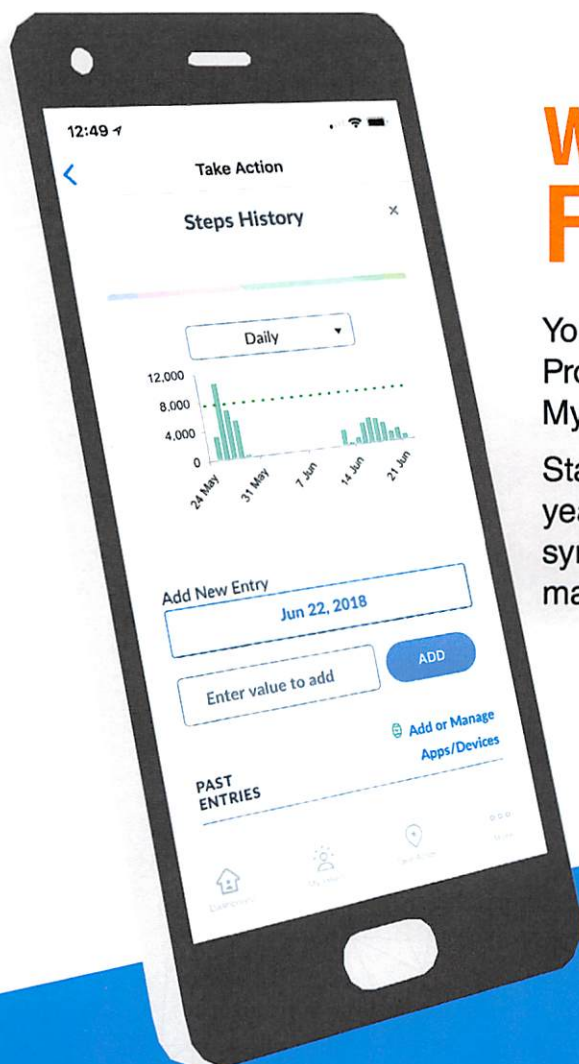 12:49
Take Action
Steps History ×
Daily
12,000
8,000
4,000
0
24 May
31 May
7 Jun
14 Jun
21 Jun
Add New Entry
Jun 22, 2018
Enter value to add
ADD
Add or Manage
Apps/Devices
PAST
ENTRIES
Dashboard
W
F
Yo
Pro
My
Sta
yea
syn
ma